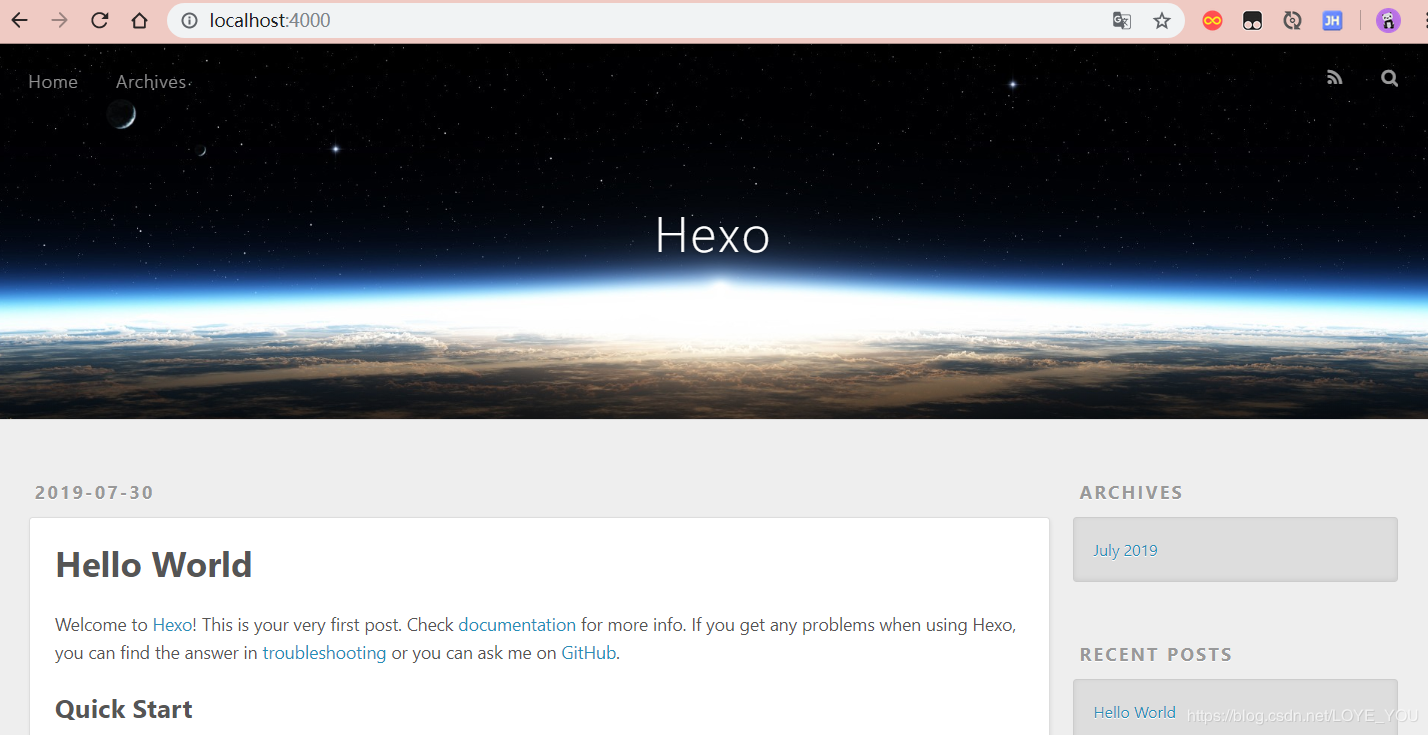 localhost:4000
JH
Home Archives
Hexo
2019-07-30
Hello World
Welcome to Hexo! This is your very first post. Check documentation for more info. If you get any problems when using Hexo,
you can find the answer in troubleshooting or you can ask me on GitHub.
Quick Start
ARCHIVES
July 2019
RECENT POSTS
Hello World
https://blog.csdn.net/LOYE_YOU